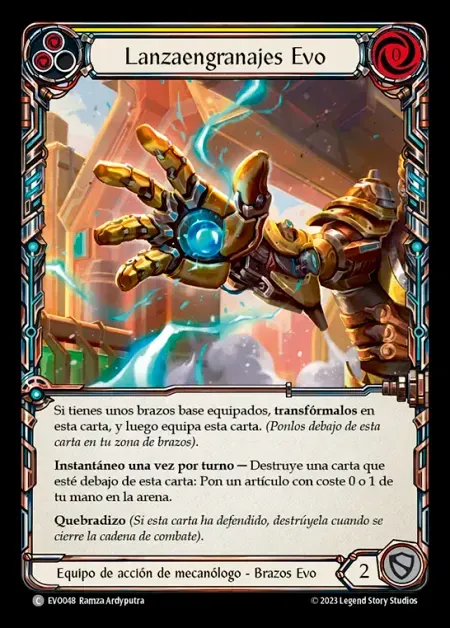 Lanzaengranajes Evo
0
Si tienes unos brazos base equipados, transfórmalos en
esta carta, y luego equipa esta carta. (Ponlos debajo de esta
carta en tu zona de brazos).
Instantáneo una vez por turno — Destruye una carta que
esté debajo de esta carta: Pon un artículo con coste 0 o 1 de
tu mano en la arena.
Quebradizo (Si esta carta ha defendido, destrúyela cuando se
cierre la cadena de combate).
Equipo de acción de mecanólogo - Brazos Evo
2
C EVO048 Ramza Ardyputra
© 2023 Legend Story Studios